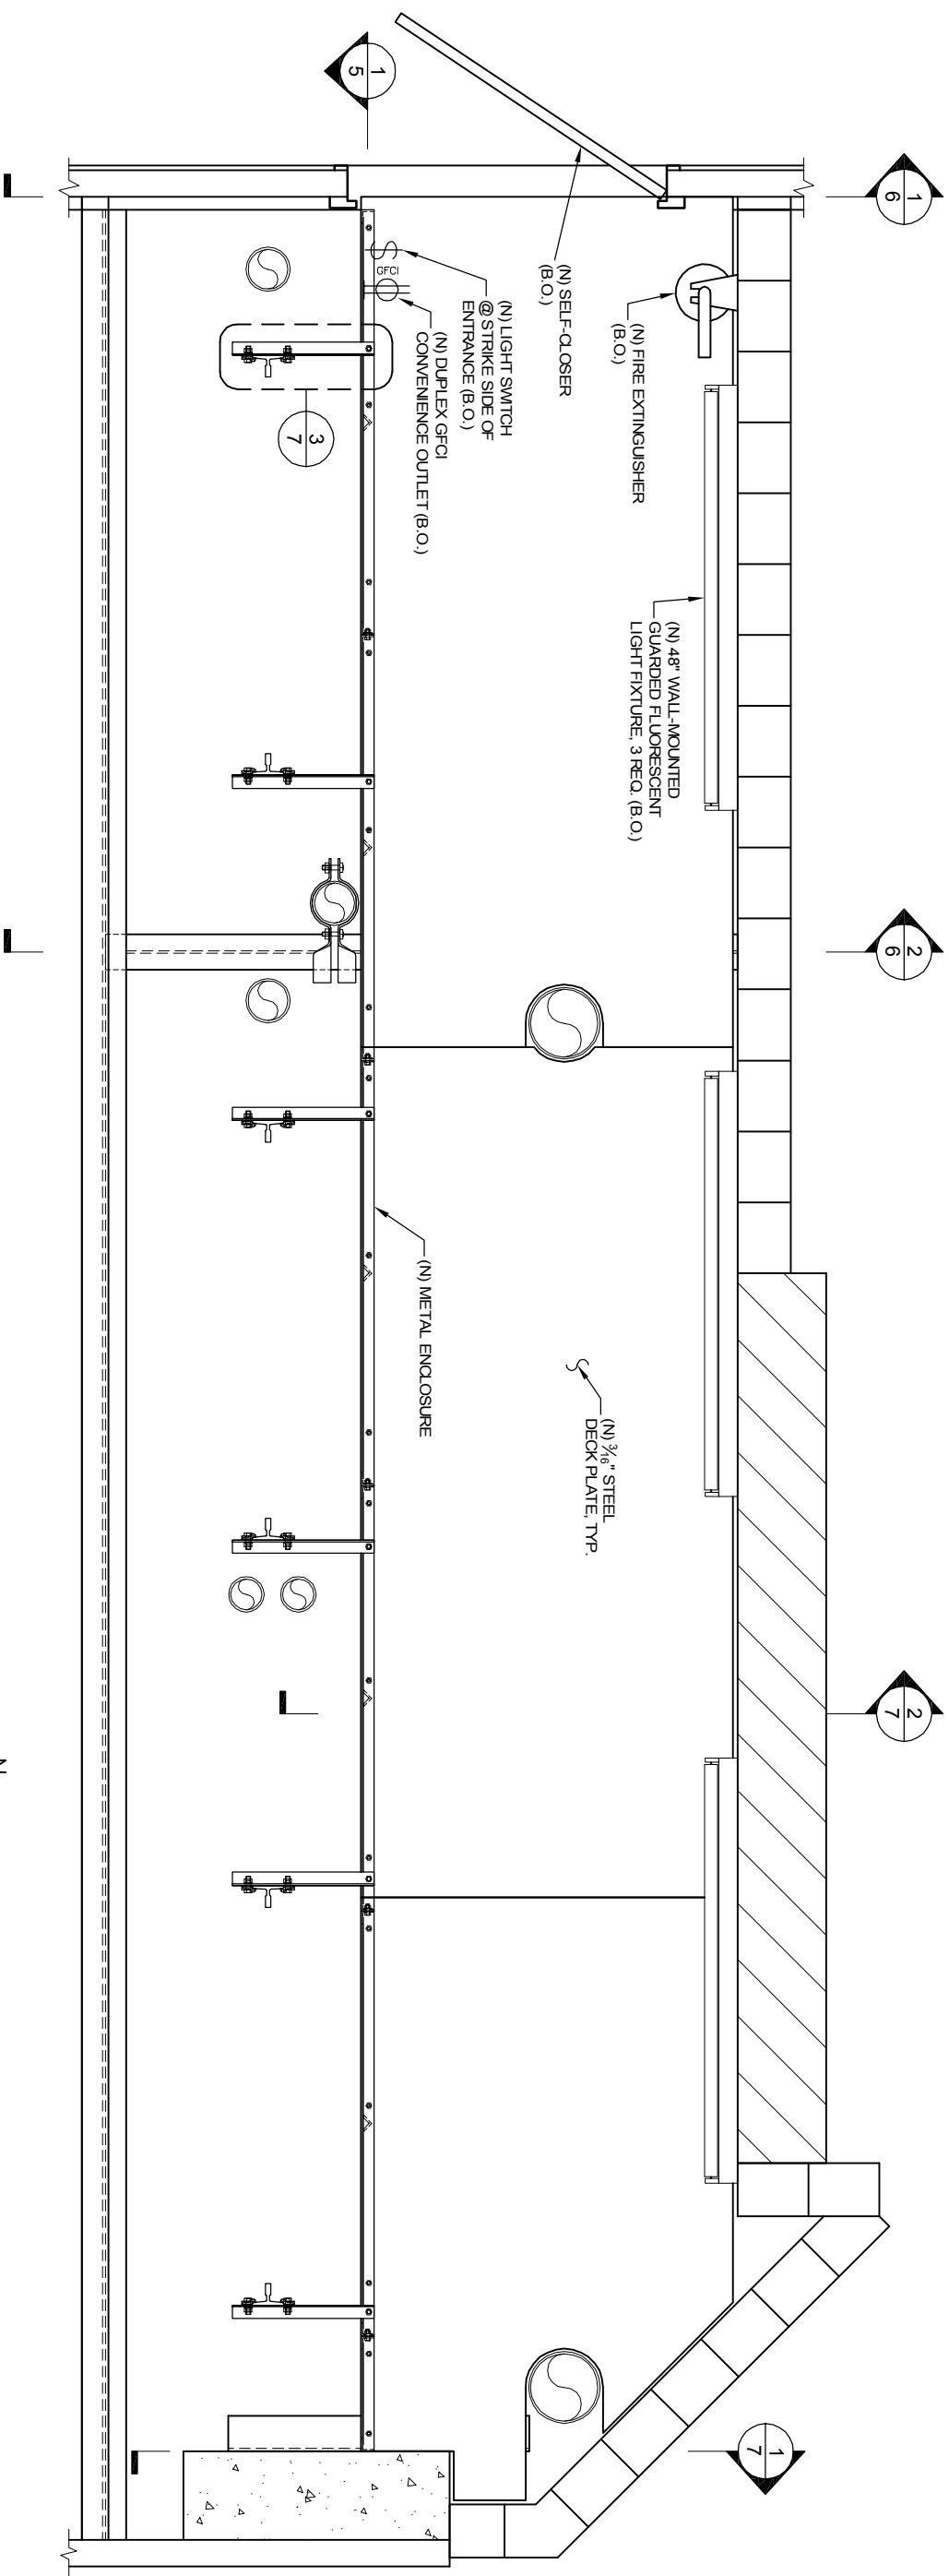 1
5
1
6
(N) SELF-CLOSER
(B.O.)
(N) FIRE EXTINGUISHER
(B.O.)
GFCI
(N) LIGHT SWITCH
@ STRIKE SIDE OF
ENTRANCE (B.O.)
(N) DUPLEX GFCI
CONVENIENCE OUTLET (B.O.)
3
7
(N) 48" WALL-MOUNTED
GUARDED FLUORESCENT
LIGHT FIXTURE, 3 REQ. (B.O.)
2
6
(N) METAL ENCLOSURE
(N) 3/16" STEEL
DECK PLATE, TYP.
2
7
N
1
7